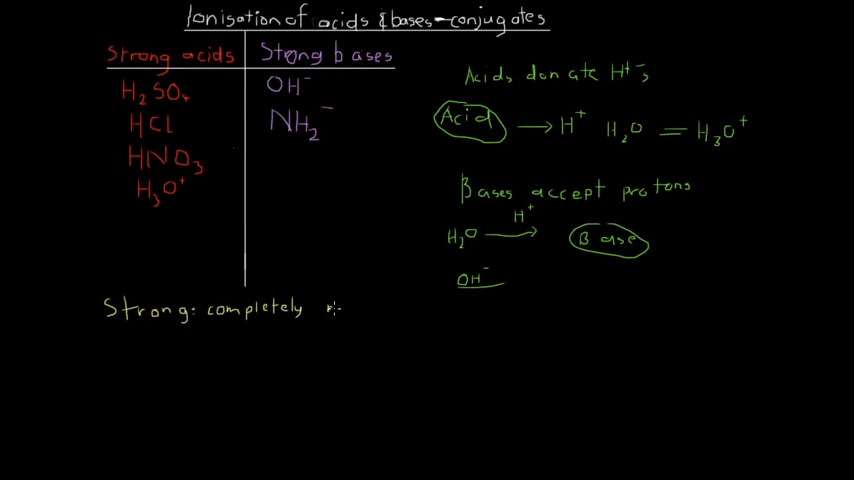 Ionisation of acids & bases-conjugates
Strong acids
H₂SO₄
HCl
HNO₃
H₃O⁺
Strong bases
OH⁻
NH₂⁻
Acids donate H⁺'s
Acid → H⁺ H₂O = H₃O⁺
Bases accept protons
H⁺
H₂O → Base
OH⁻
Strong: completely